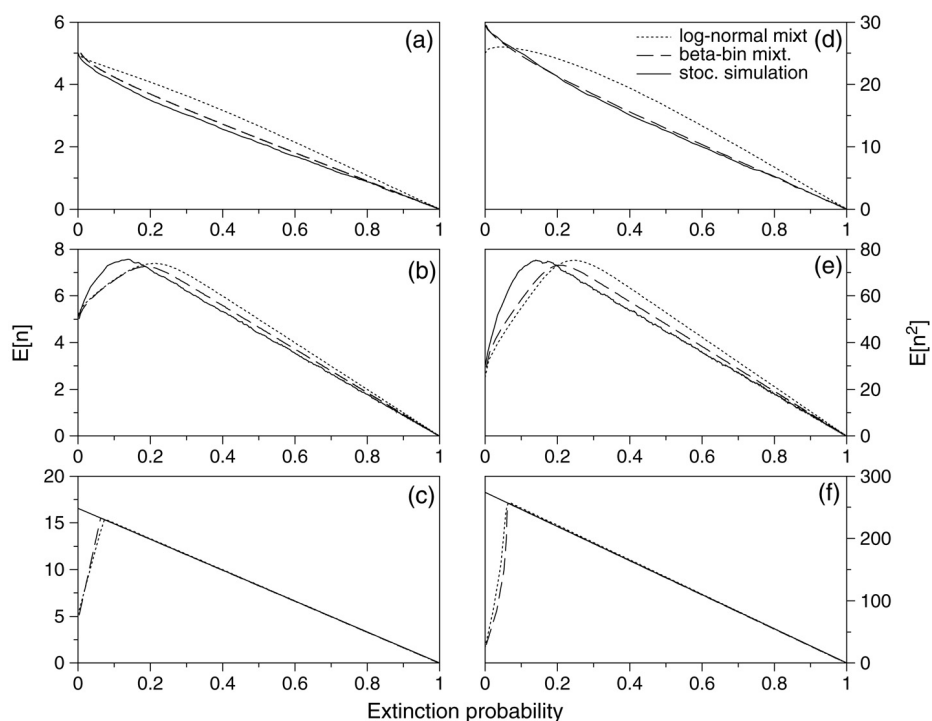 6
4
2
0
(a)
0 0.2 0.4 0.6 0.8 1
30
20
10
0
(d)
log-normal mixt
beta-bin mixt.
stoc. simulation
0 0.2 0.4 0.6 0.8 1
8
6
4
2
0
(b)
E[n]
0 0.2 0.4 0.6 0.8 1
80
60
40
20
0
(e)
E[n²]
0 0.2 0.4 0.6 0.8 1
20
15
10
5
0
(c)
0 0.2 0.4 0.6 0.8 1
300
200
100
0
(f)
0 0.2 0.4 0.6 0.8 1
Extinction probability